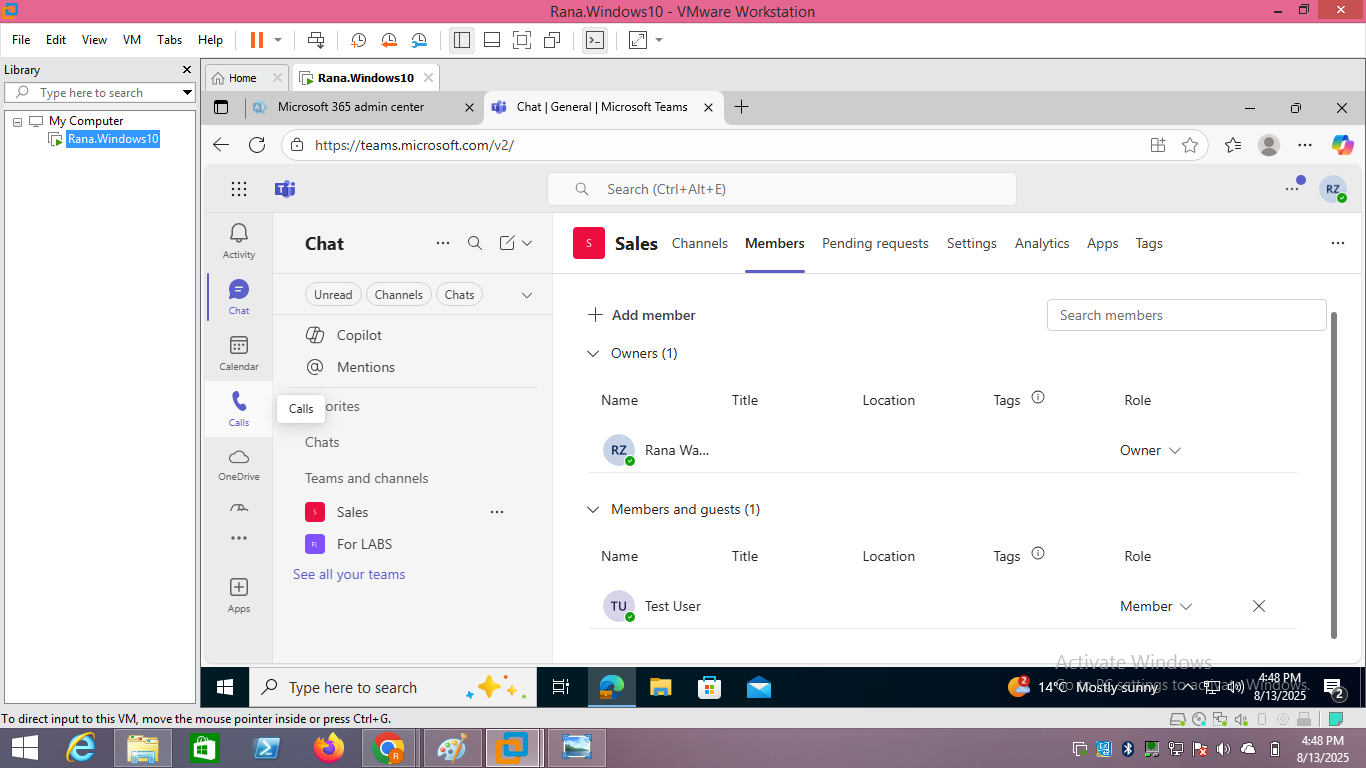 Rana.Windows10 - VMware Workstation
File Edit View VM Tabs Help
Library
Home
Rana.Windows10
Type here to search
My Computer
Rana.Windows10
Microsoft 365 admin center
Chat | General | Microsoft Teams
https://teams.microsoft.com/v2/
Search (Ctrl+Alt+E)
RZ
Activity
Chat
Calendar
Calls
OneDrive
Apps
Chat
Unread Channels Chats
Copilot
Mentions
Calls
orites
Chats
Teams and channels
S Sales
FL For LABS
See all your teams
S Sales Channels Members Pending requests Settings Analytics Apps Tags
Add member
Search members
Owners (1)
Name Title Location Tags Role
RZ Rana Wa... Owner
Members and guests (1)
Name Title Location Tags Role
TU Test User Member
Activate Windows
Go to PC settings to activate Windows.
Type here to search
2
14°C Mostly sunny
4:48 PM
8/13/2025
2
To direct input to this VM, move the mouse pointer inside or press Ctrl+G.
R
4:48 PM
8/13/2025